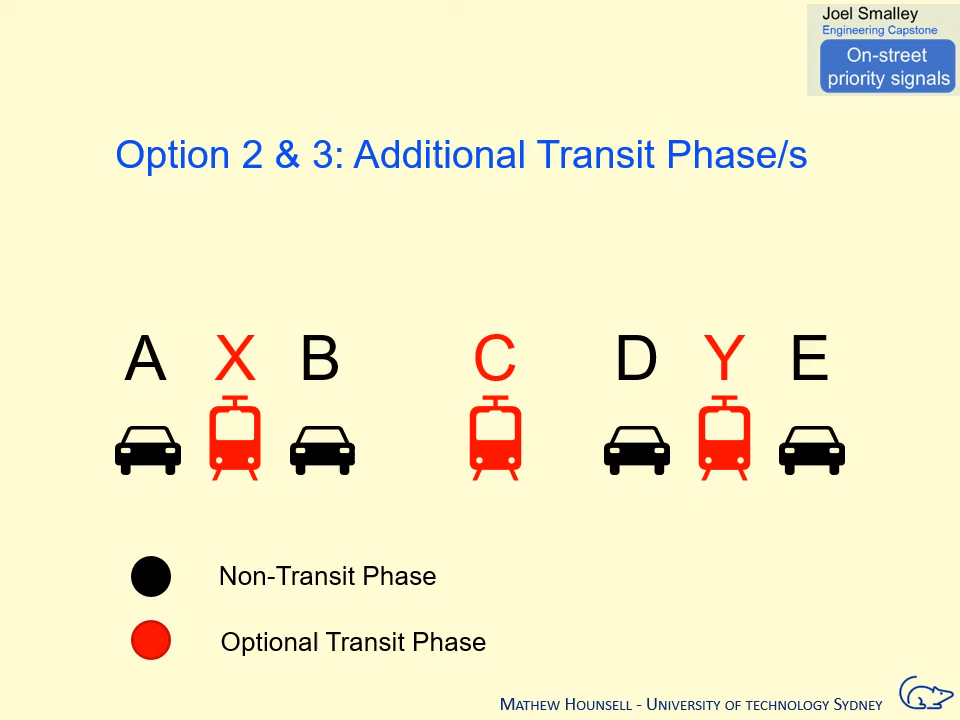 Joel Smalley
Engineering Capstone
On-street
priority signals
Option 2 & 3: Additional Transit Phase/s
A X B C D Y E
Non-Transit Phase
Optional Transit Phase
Mathew Hounsell - University of technology Sydney